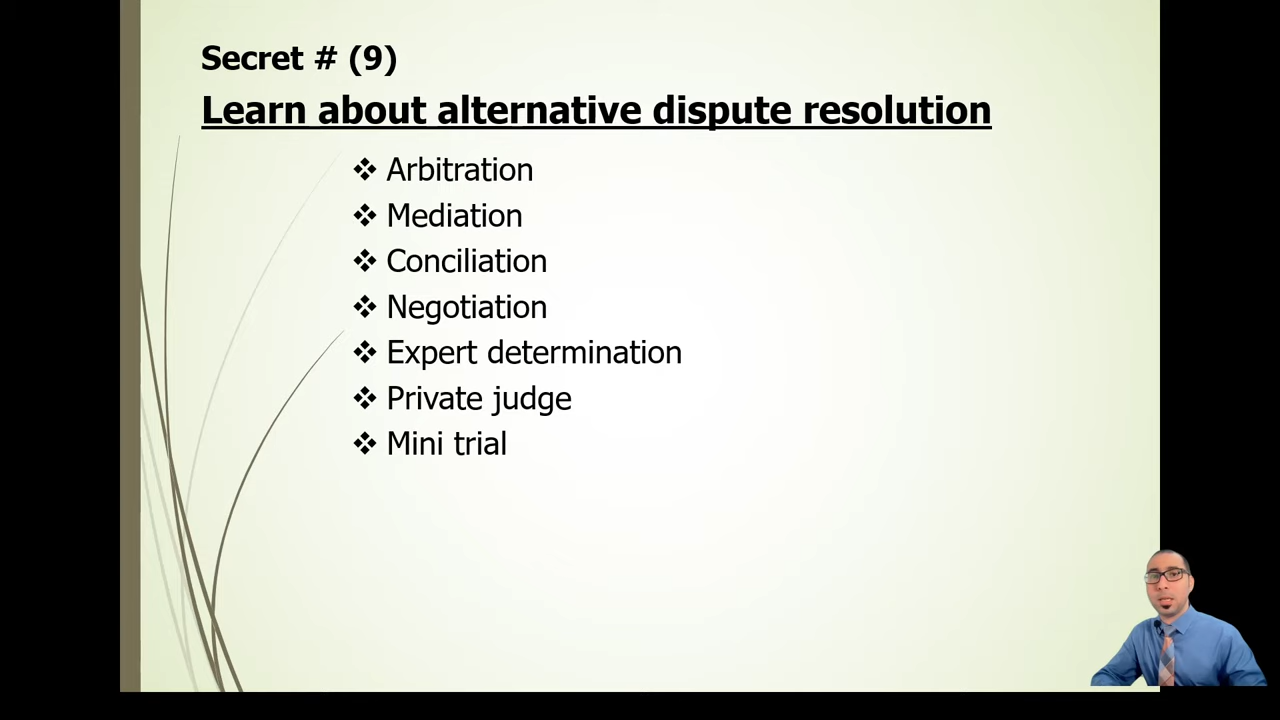 Secret # (9)
Learn about alternative dispute resolution
❖ Arbitration
❖ Mediation
❖ Conciliation
❖ Negotiation
❖ Expert determination
❖ Private judge
❖ Mini trial